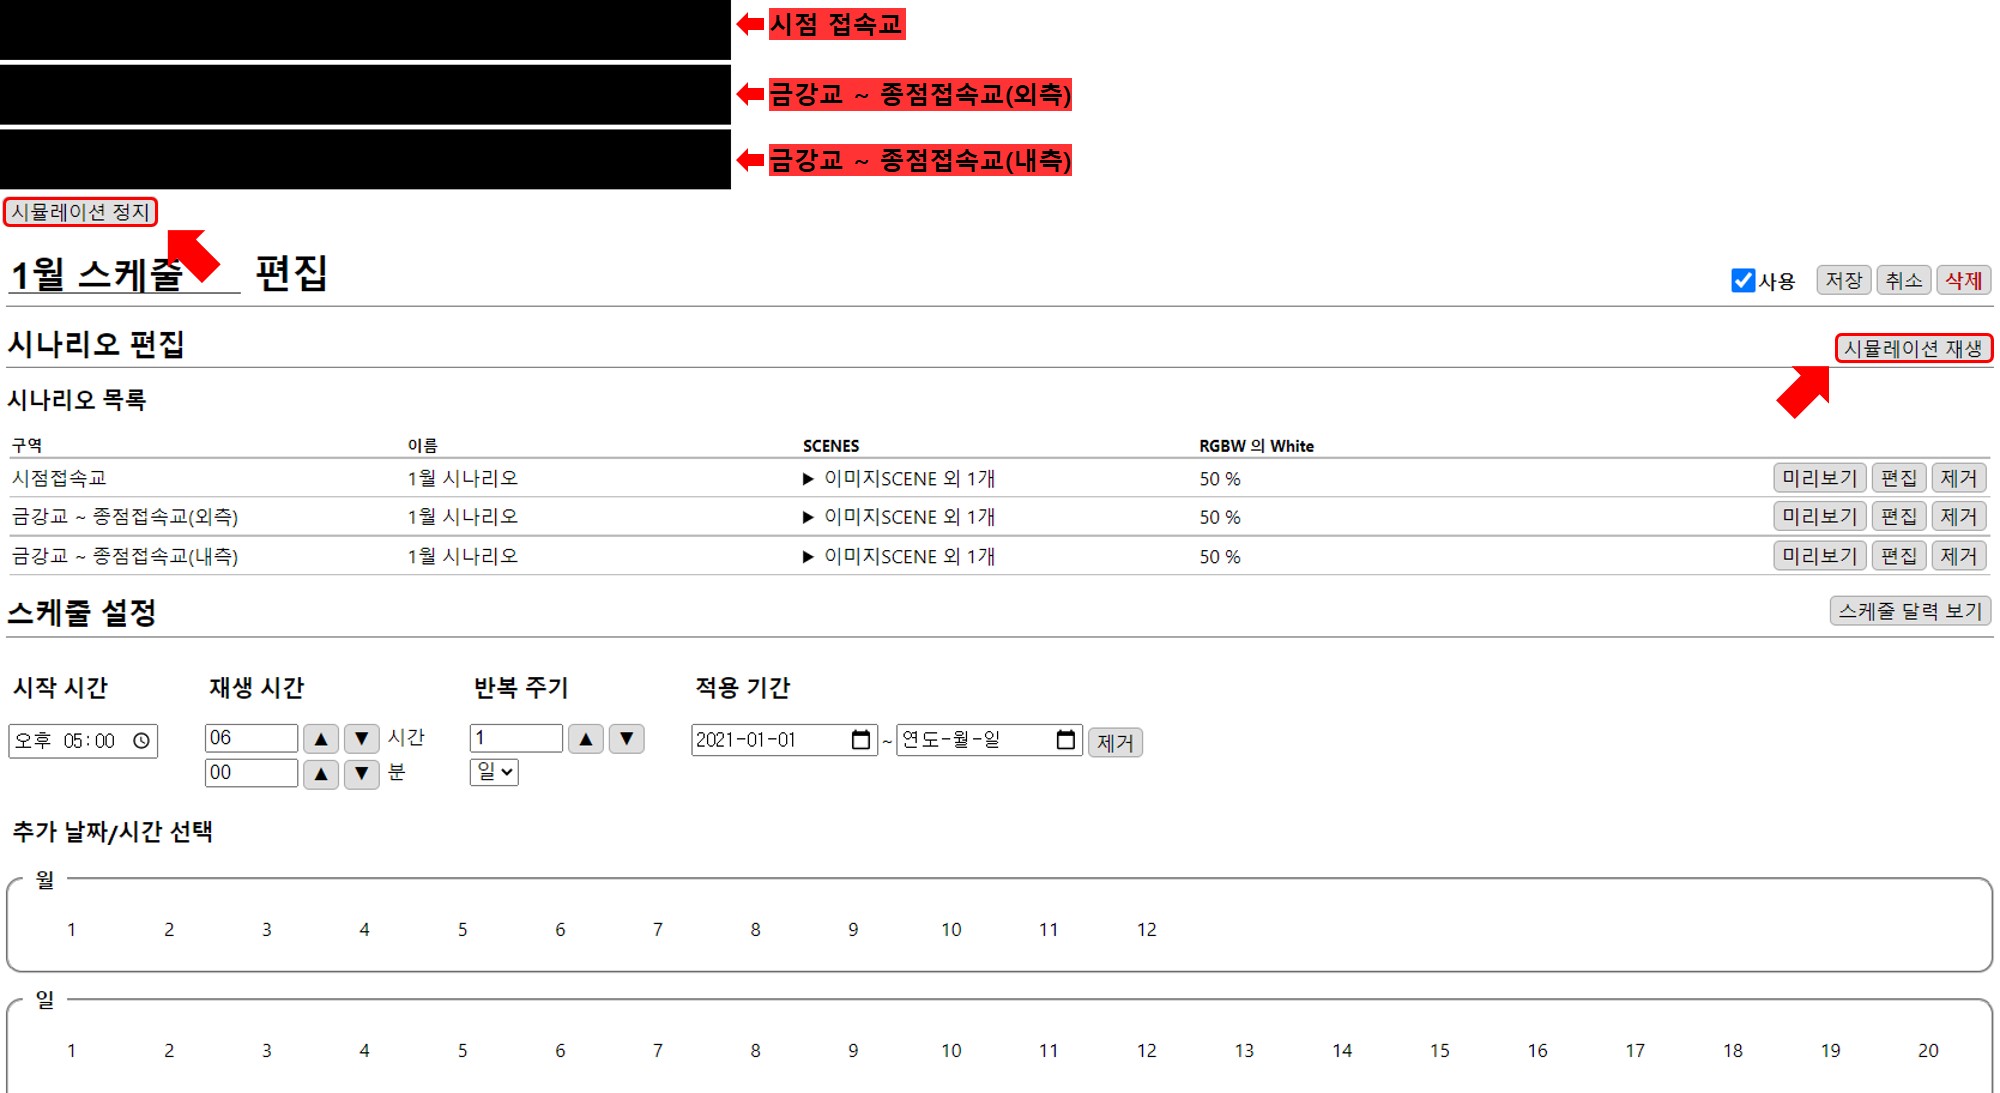 시점 접속교
금강교 ~ 종점접속교(외측)
금강교 ~ 종점접속교(내측)
시뮬레이션 정지
1월 스케줄 편집
사용 저장 취소 삭제
시나리오 편집
시뮬레이션 재생
시나리오 목록
구역 이름 SCENES RGBW 의 White
시점접속교 1월 시나리오 ▶ 이미지SCENE 외 1개 50 % 미리보기 편집 제거
금강교 ~ 종점접속교(외측) 1월 시나리오 ▶ 이미지SCENE 외 1개 50 % 미리보기 편집 제거
금강교 ~ 종점접속교(내측) 1월 시나리오 ▶ 이미지SCENE 외 1개 50 % 미리보기 편집 제거
스케줄 설정 스케줄 달력 보기
시작 시간 재생 시간 반복 주기 적용 기간
오후 05:00 06 ▲ ▼ 시간 1 ▲ ▼ 2021-01-01 ~ 연도-월-일 제거
00 ▲ ▼ 분 일
추가 날짜/시간 선택
월
1 2 3 4 5 6 7 8 9 10 11 12
일
1 2 3 4 5 6 7 8 9 10 11 12 13 14 15 16 17 18 19 20